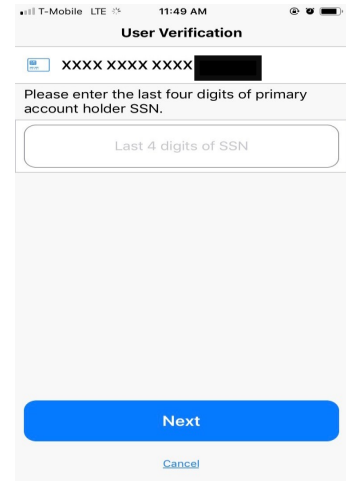 T-Mobile LTE 11:49 AM
User Verification
XXXX XXXX XXXX
Please enter the last four digits of primary
account holder SSN.
Last 4 digits of SSN
Next
Cancel